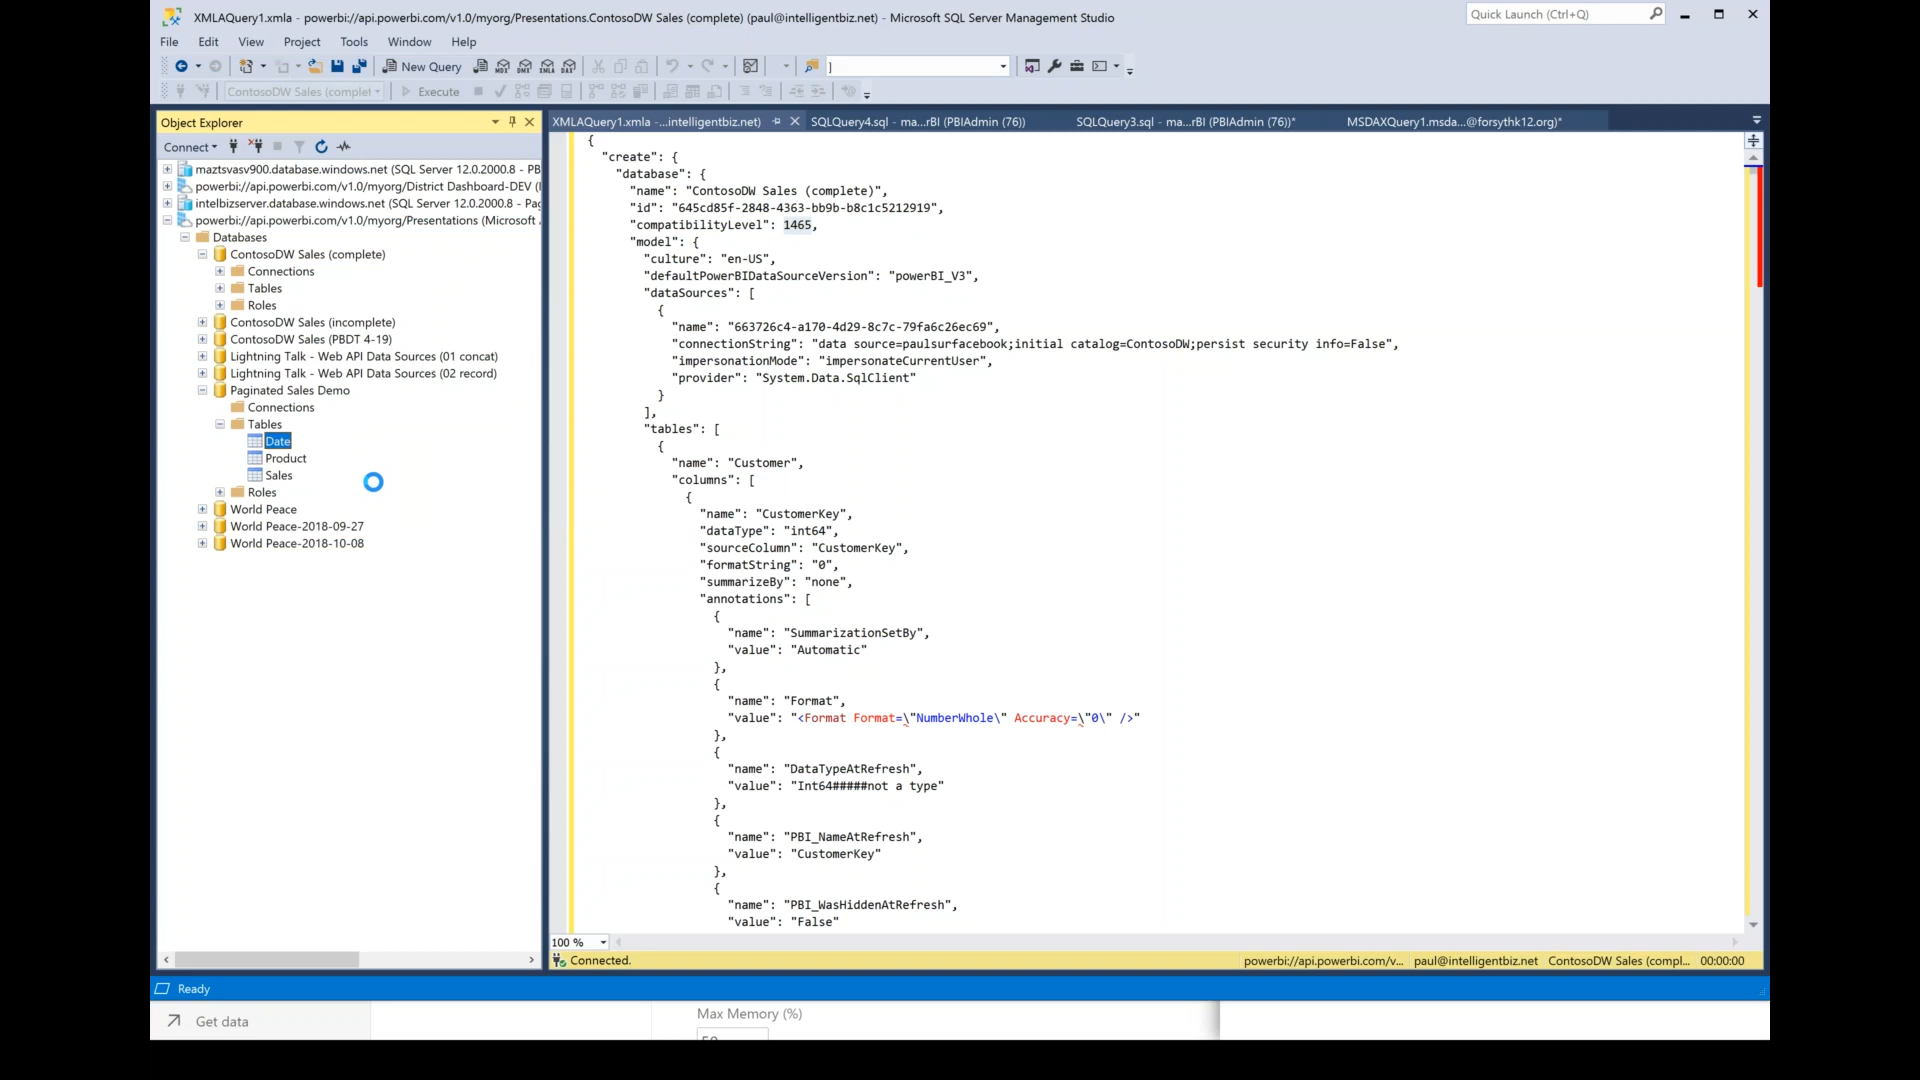 XMLAQuery1.xmla - powerbi://api.powerbi.com/v1.0/myorg/Presentations.ContosoDW Sales (complete) (paul@intelligentbiz.net) - Microsoft SQL Server Management Studio
Quick Launch (Ctrl+Q)
File Edit View Project Tools Window Help
New Query
MDX DMX XMLA DAX
]
ContosoDW Sales (complet
Execute
Object Explorer
Connect
maztsvasv900.database.windows.net (SQL Server 12.0.2000.8 - PB
powerbi://api.powerbi.com/v1.0/myorg/District Dashboard-DEV (
intelbizserver.database.windows.net (SQL Server 12.0.2000.8 - Pa
powerbi://api.powerbi.com/v1.0/myorg/Presentations (Microsoft
Databases
ContosoDW Sales (complete)
Connections
Tables
Roles
ContosoDW Sales (incomplete)
ContosoDW Sales (PBDT 4-19)
Lightning Talk - Web API Data Sources (01 concat)
Lightning Talk - Web API Data Sources (02 record)
Paginated Sales Demo
Connections
Tables
Date
Product
Sales
Roles
World Peace
World Peace-2018-09-27
World Peace-2018-10-08
XMLAQuery1.xmla -...intelligentbiz.net) SQLQuery4.sql - ma...rBI (PBIAdmin (76)) SQLQuery3.sql - ma...rBI (PBIAdmin (76))* MSDAXQuery1.msda...@forsythk12.org)*
{
"create": {
"database": {
"name": "ContosoDW Sales (complete)",
"id": "645cd85f-2848-4363-bb9b-b8c1c5212919",
"compatibilityLevel": 1465,
"model": {
"culture": "en-US",
"defaultPowerBIDataSourceVersion": "powerBI_V3",
"dataSources": [
{
"name": "663726c4-a170-4d29-8c7c-79fa6c26ec69",
"connectionString": "data source=paulsurfacebook;initial catalog=ContosoDW;persist security info=False",
"impersonationMode": "impersonateCurrentUser",
"provider": "System.Data.SqlClient"
}
],
"tables": [
{
"name": "Customer",
"columns": [
{
"name": "CustomerKey",
"dataType": "int64",
"sourceColumn": "CustomerKey",
"formatString": "0",
"summarizeBy": "none",
"annotations": [
{
"name": "SummarizationSetBy",
"value": "Automatic"
},
{
"name": "Format",
"value": "<Format Format=\"NumberWhole\" Accuracy=\"0\" />"
},
{
"name": "DataTypeAtRefresh",
"value": "Int64#####not a type"
},
{
"name": "PBI_NameAtRefresh",
"value": "CustomerKey"
},
{
"name": "PBI_WasHiddenAtRefresh",
"value": "False"
100 %
Connected. powerbi://api.powerbi.com/v... paul@intelligentbiz.net ContosoDW Sales (compl... 00:00:00
Ready
Get data
Max Memory (%)